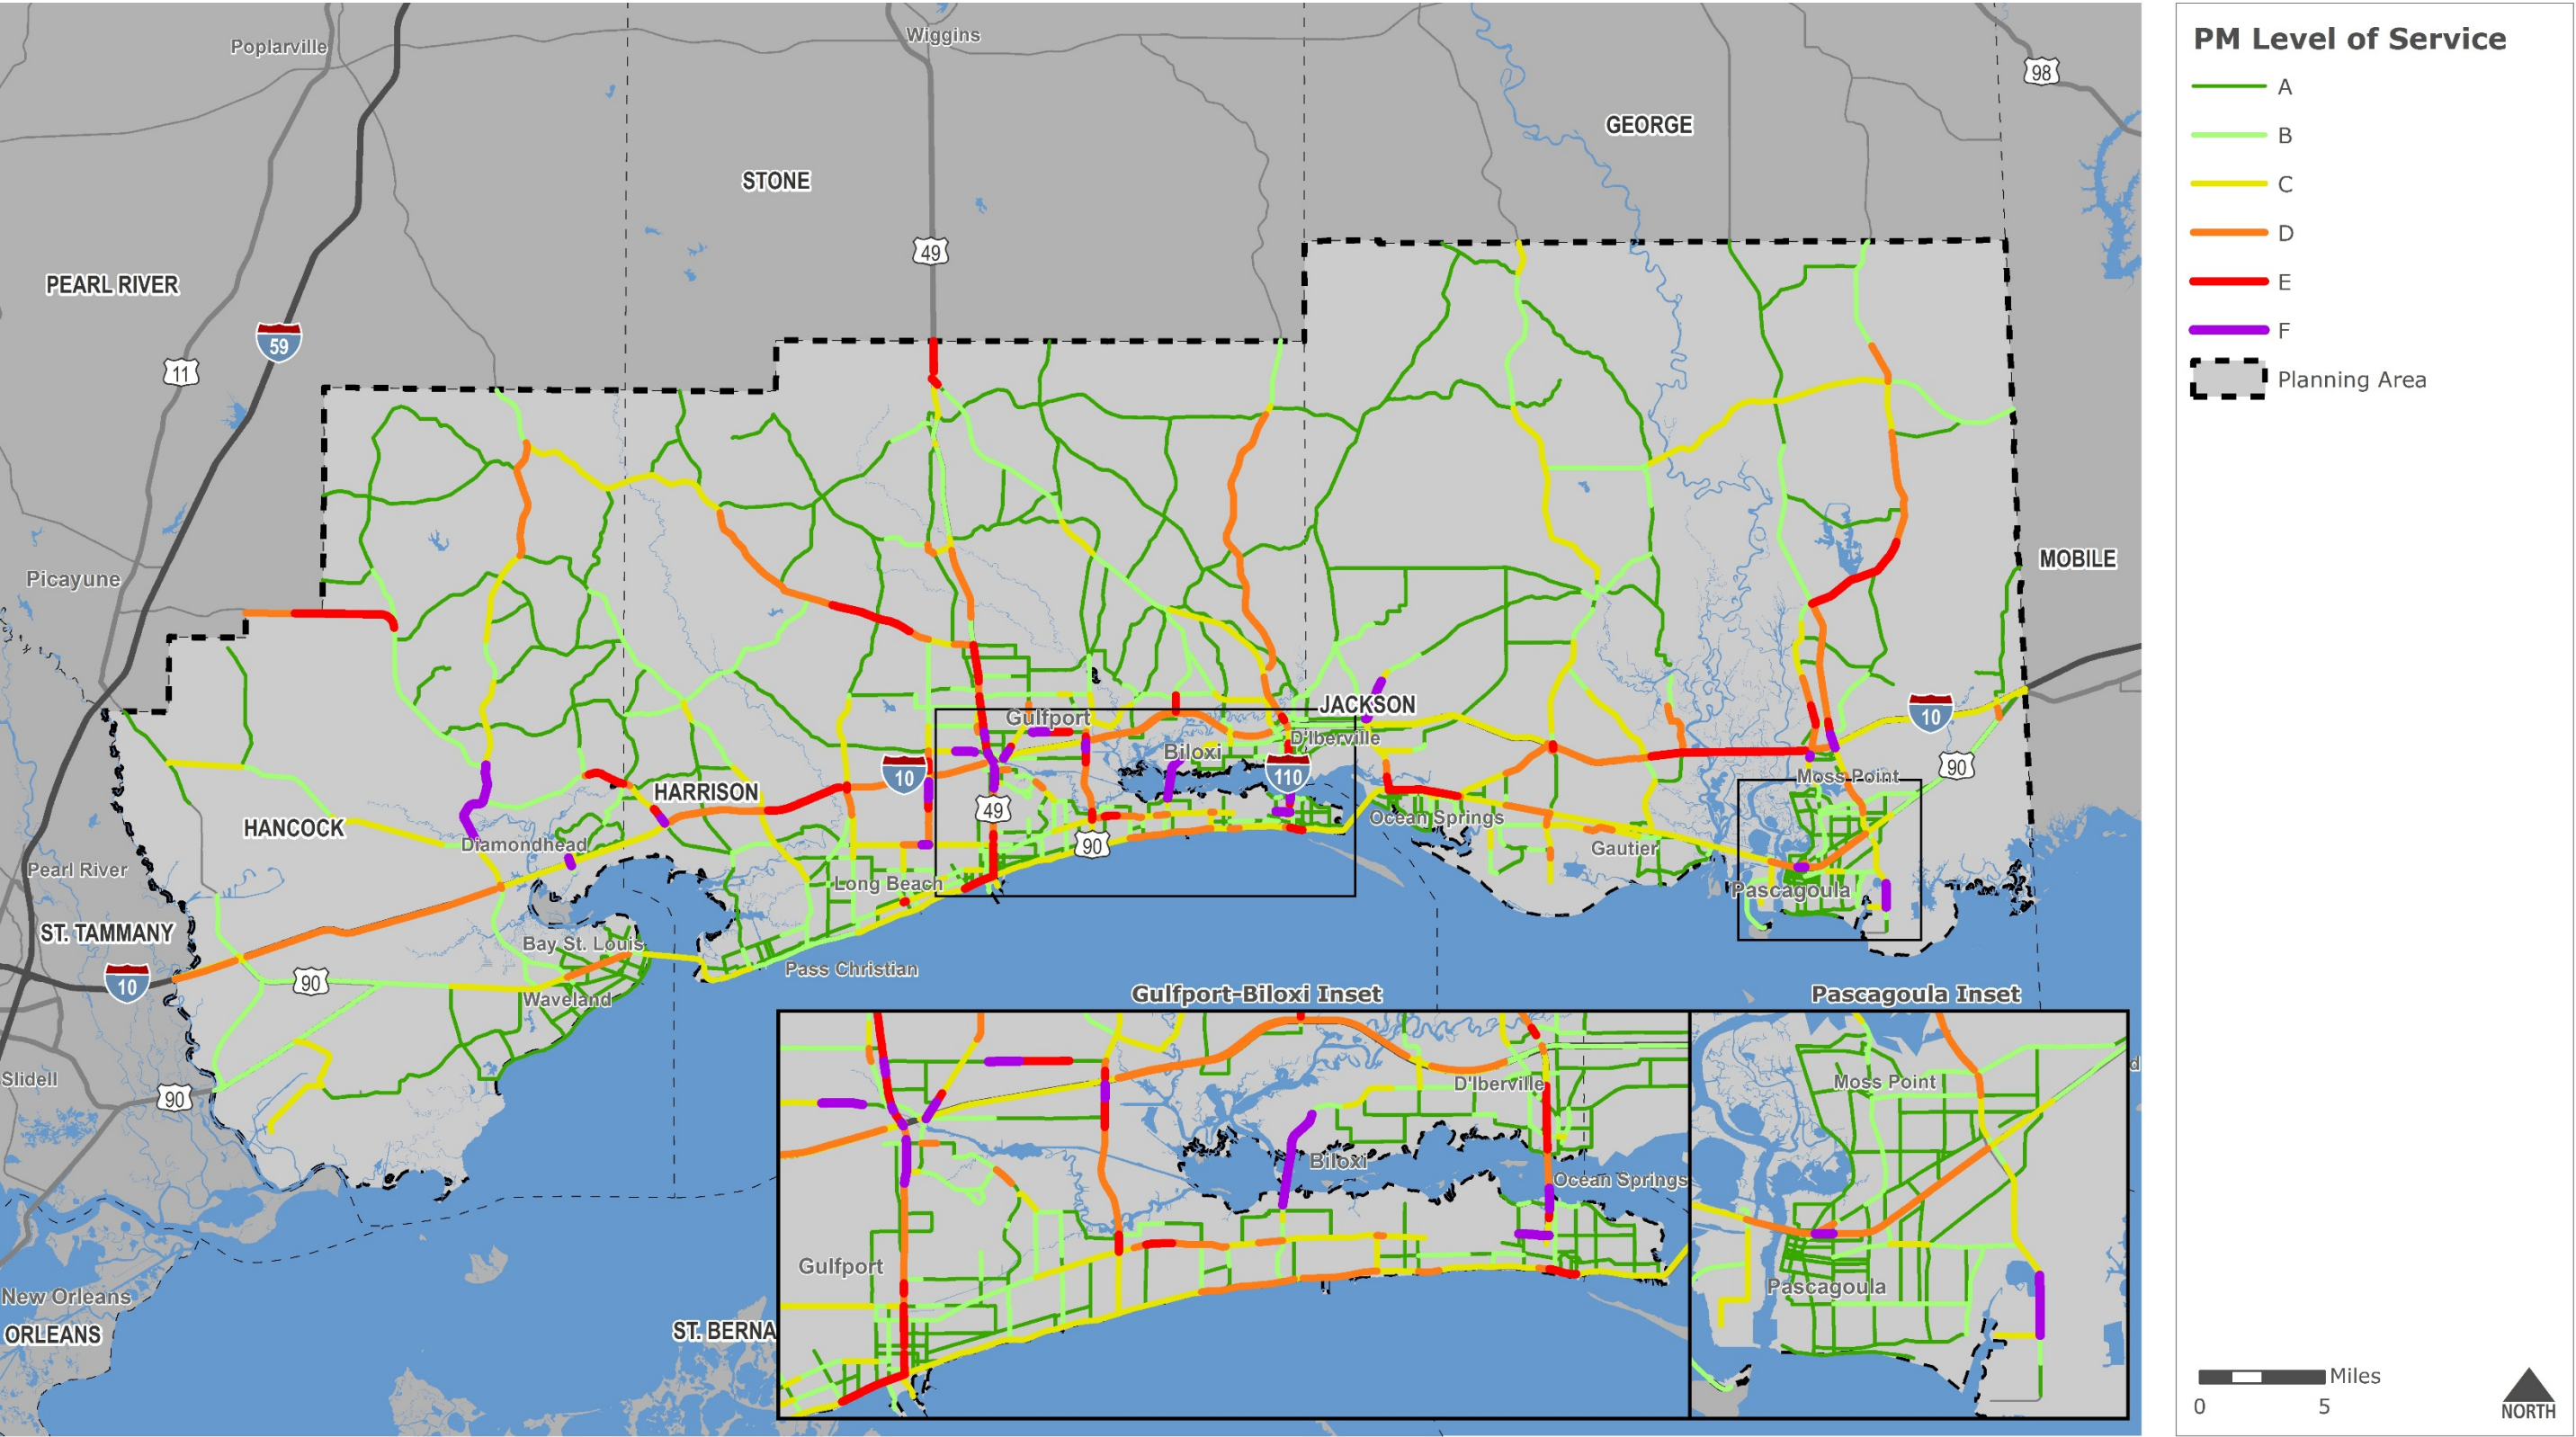 Poplarville
Wiggins
98
GEORGE
STONE
49
PEARL RIVER
59
11
Picayune
MOBILE
JACKSON
Gulfport
D'Iberville
Biloxi
10
10
110
90
Moss Point
HARRISON
49
Ocean Springs
HANCOCK
Diamondhead
90
Gautier
Pearl River
Long Beach
Pascagoula
ST. TAMMANY
Bay St. Louis
Pass Christian
10
90
Waveland
Slidell
90
New Orleans
ORLEANS
ST. BERNA
Gulfport-Biloxi Inset
D'Iberville
Biloxi
Ocean Springs
Gulfport
Pascagoula Inset
Moss Point
Pascagoula
d
PM Level of Service
A
B
C
D
E
F
Planning Area
Miles
0 5
NORTH